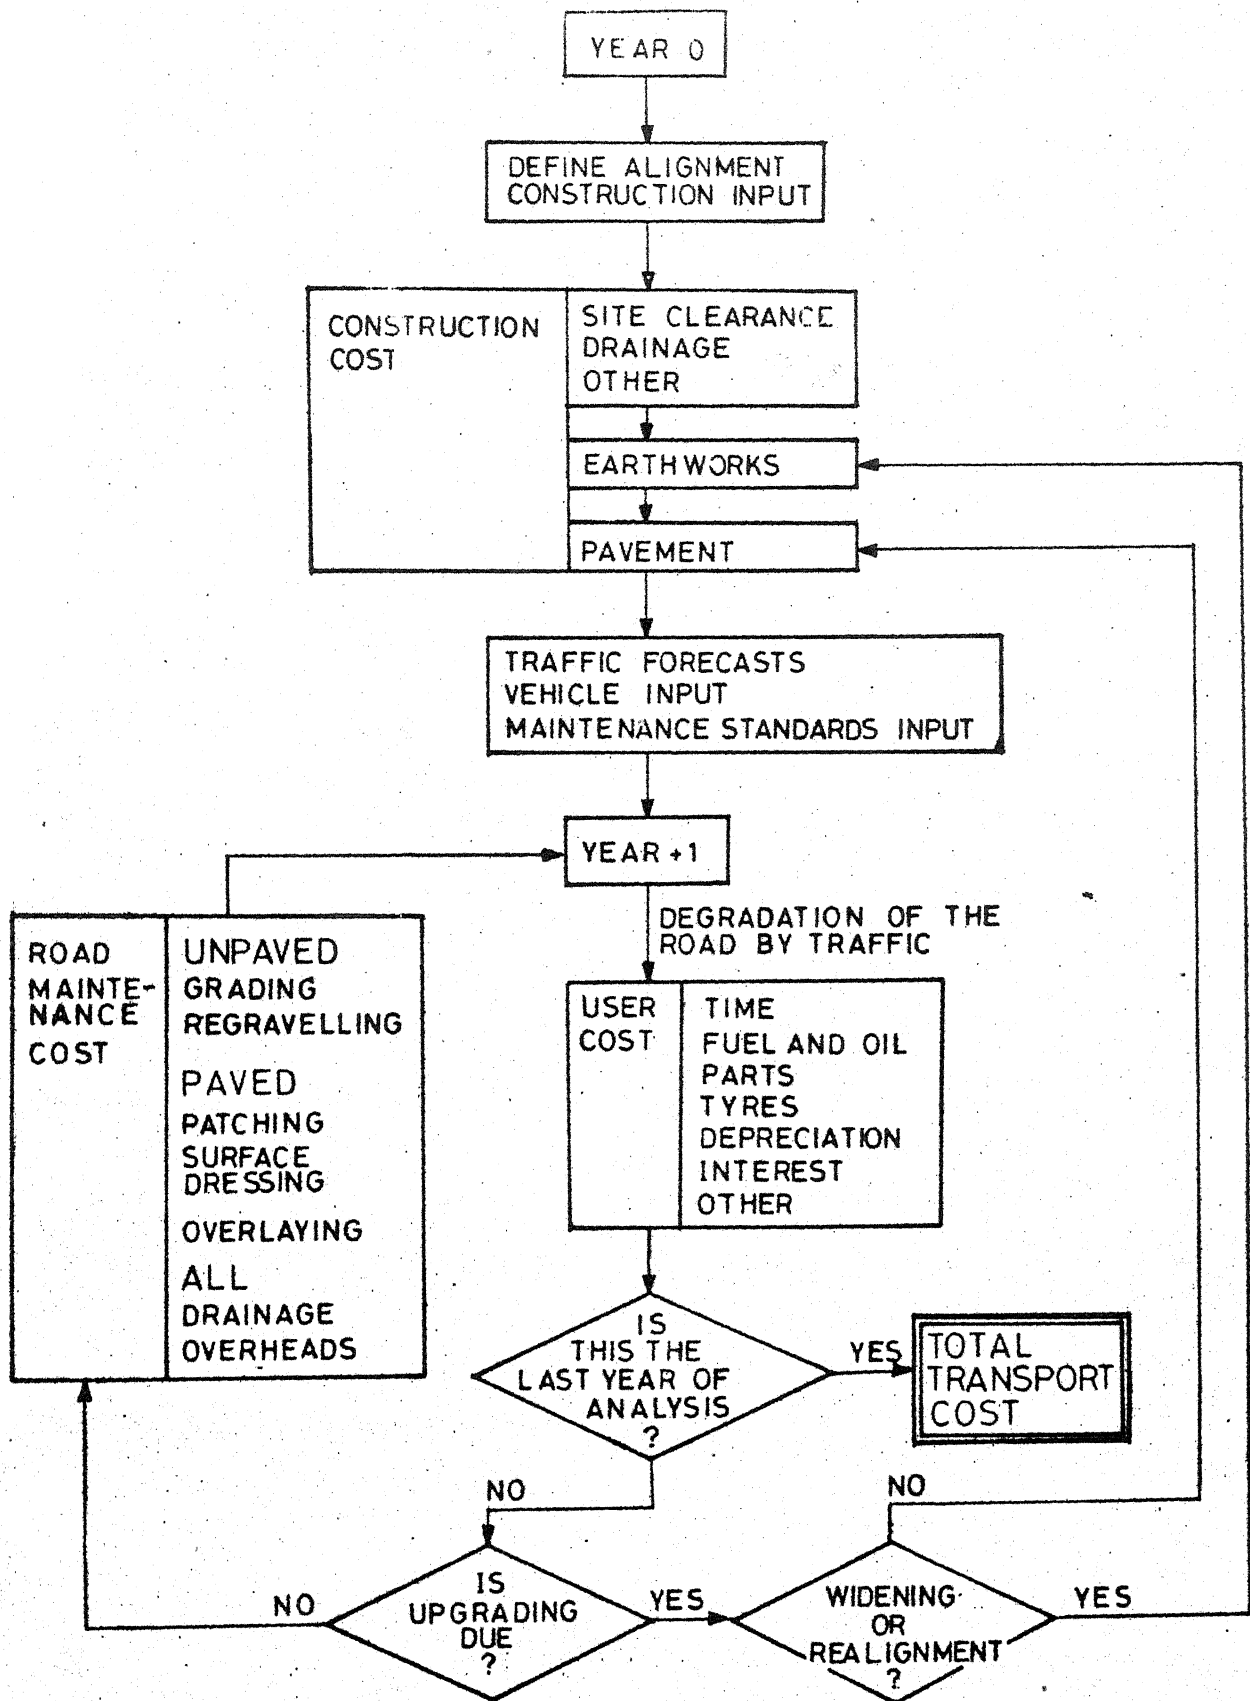 YEAR 0
DEFINE ALIGNMENT
CONSTRUCTION INPUT
CONSTRUCTION
COST
SITE CLEARANCE
DRAINAGE
OTHER
EARTHWORKS
PAVEMENT
TRAFFIC FORECASTS
VEHICLE INPUT
MAINTENANCE STANDARDS INPUT
YEAR +1
DEGRADATION OF THE
ROAD BY TRAFFIC
ROAD
MAINTE-
NANCE
COST
UNPAVED
GRADING
REGRAVELLING
PAVED
PATCHING
SURFACE
DRESSING
OVERLAYING
ALL
DRAINAGE
OVERHEADS
USER
COST
TIME
FUEL AND OIL
PARTS
TYRES
DEPRECIATION
INTEREST
OTHER
IS
THIS THE
LAST YEAR OF
ANALYSIS
?
YES
TOTAL
TRANSPORT
COST
NO
NO
IS
UPGRADING
DUE
?
NO
YES
WIDENING
OR
REALIGNMENT
?
YES